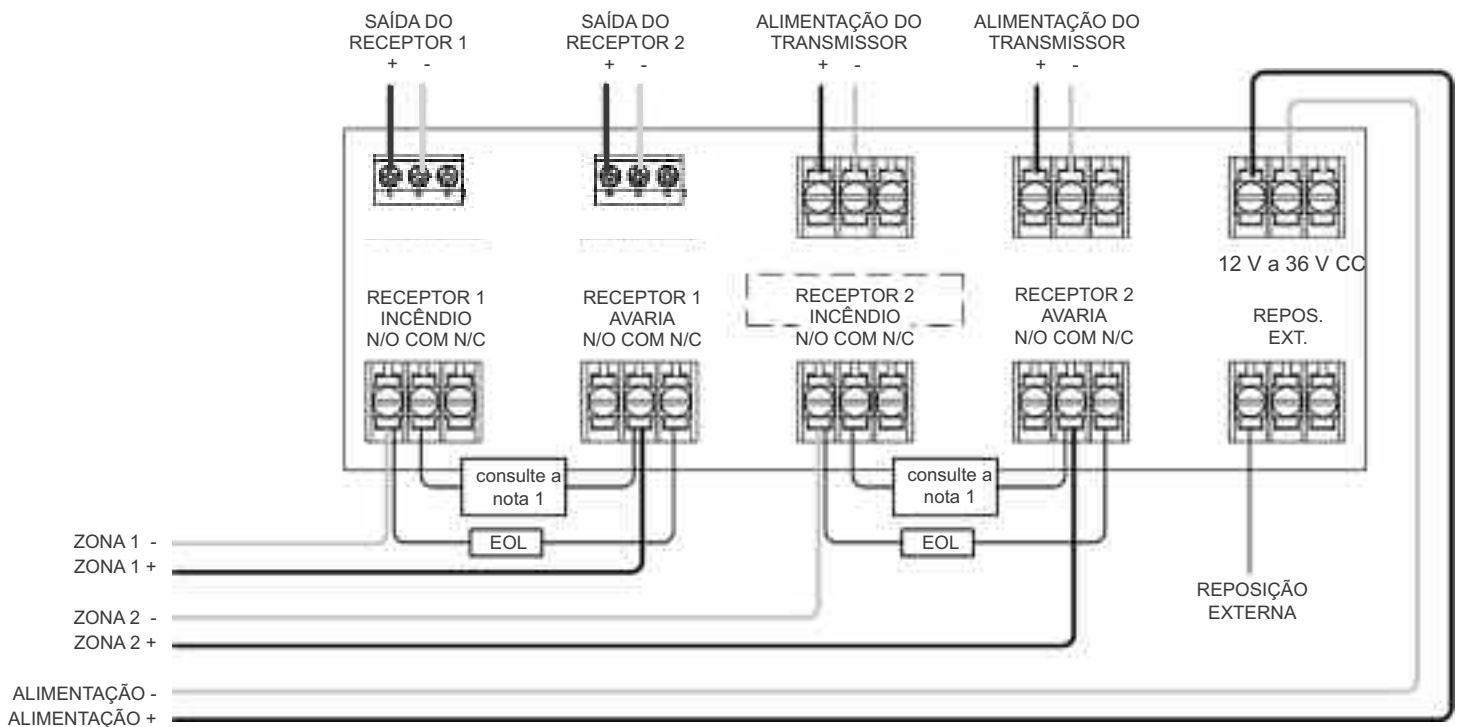 SAÍDA DO
RECEPTOR 1
+ -
SAÍDA DO
RECEPTOR 2
+ -
ALIMENTAÇÃO DO
TRANSMISSOR
+ -
ALIMENTAÇÃO DO
TRANSMISSOR
+ -
12 V a 36 V CC
RECEPTOR 1
INCÊNDIO
N/O COM N/C
RECEPTOR 1
AVARIA
N/O COM N/C
RECEPTOR 2
INCÊNDIO
N/O COM N/C
RECEPTOR 2
AVARIA
N/O COM N/C
REPOS.
EXT.
consulte a
nota 1
consulte a
nota 1
EOL
EOL
ZONA 1 -
ZONA 1 +
ZONA 2 -
ZONA 2 +
REPOSIÇÃO
EXTERNA
ALIMENTAÇÃO -
ALIMENTAÇÃO +